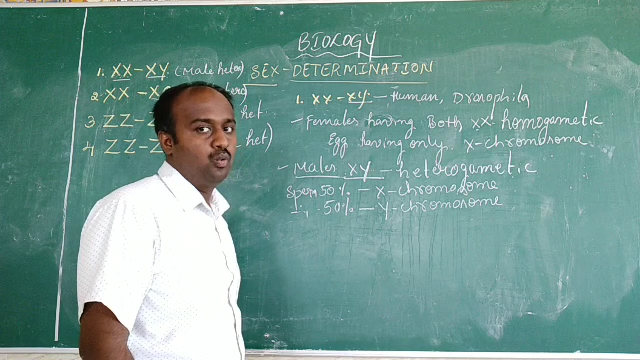 BIOLOGY
SEX-DETERMINATION
1. XX-XY (Male hetero)
2. XX-X
3 ZZ-Z het
4 ZZ-Z het)
1. XX-XY - Human, Drosophila
- Females having Both XX homogametic
Egg having only X-chromosome.
- Males XY - heterogametic
Sperm 50% - X-chromosome
50% - Y-chromosome